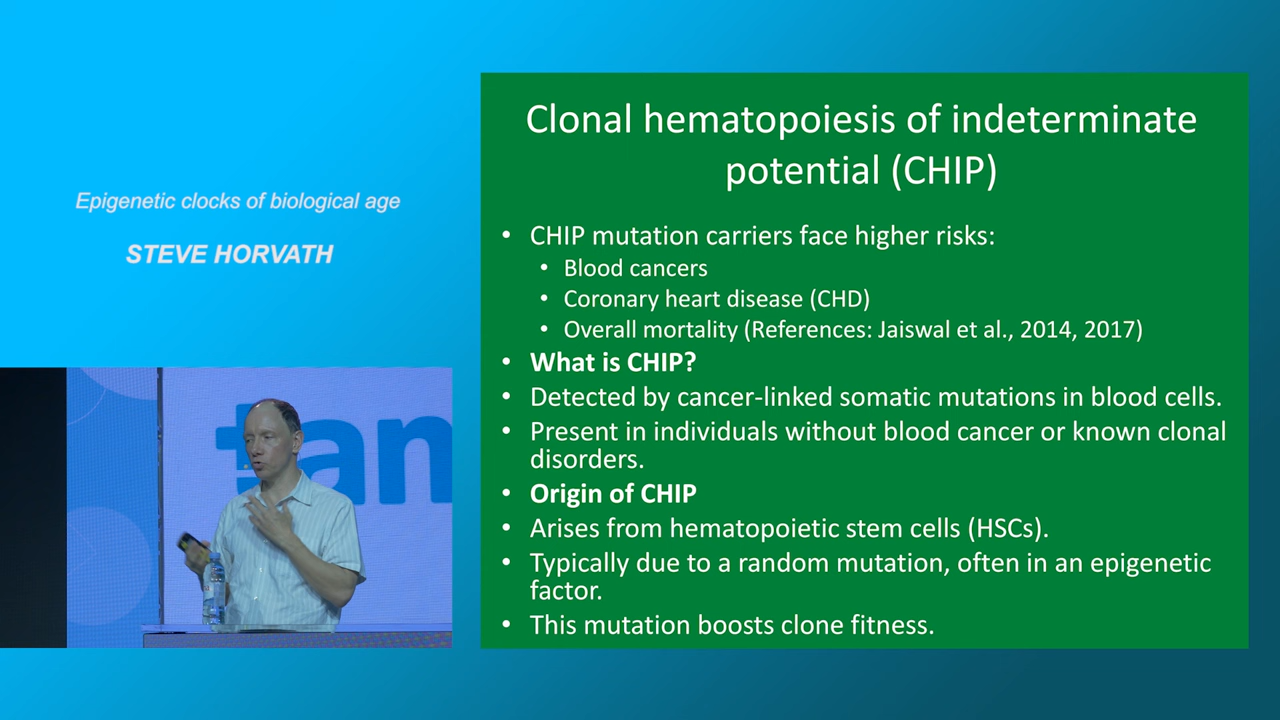 Epigenetic clocks of biological age
STEVE HORVATH
tan
Clonal hematopoiesis of indeterminate
potential (CHIP)
• CHIP mutation carriers face higher risks:
• Blood cancers
• Coronary heart disease (CHD)
• Overall mortality (References: Jaiswal et al., 2014, 2017)
• What is CHIP?
• Detected by cancer-linked somatic mutations in blood cells.
• Present in individuals without blood cancer or known clonal
disorders.
• Origin of CHIP
• Arises from hematopoietic stem cells (HSCs).
• Typically due to a random mutation, often in an epigenetic
factor.
• This mutation boosts clone fitness.